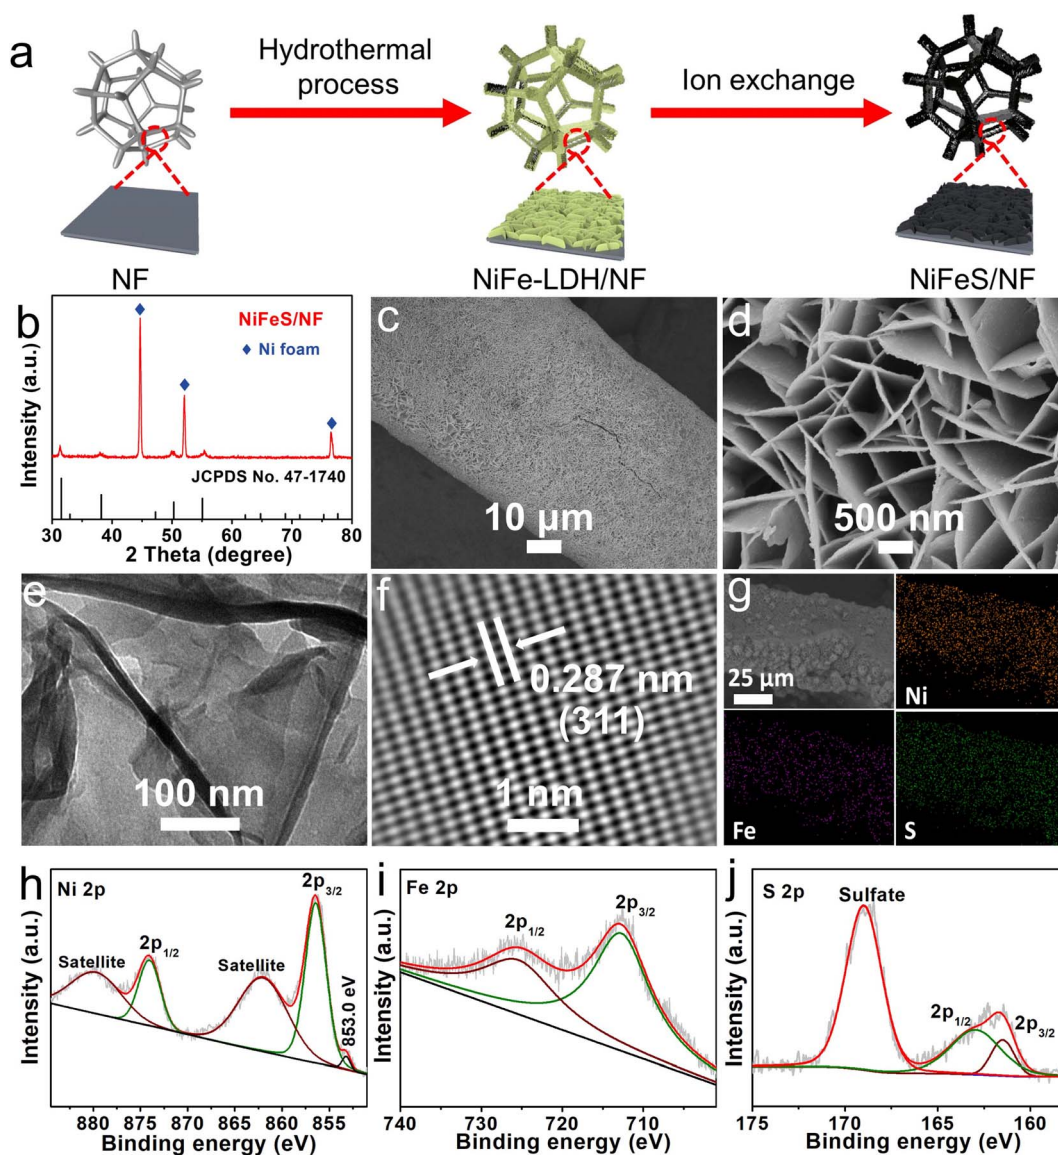 a
Hydrothermal
process
Ion exchange
NF
NiFe-LDH/NF
NiFeS/NF
b
NiFeS/NF
Ni foam
JCPDS No. 47-1740
Intensity (a.u.)
30 40 50 60 70 80
2 Theta (degree)
c
10 μm
d
500 nm
e
100 nm
f
0.287 nm
(311)
1 nm
g
25 μm
Ni
Fe
S
h
Ni 2p
2p3/2
2p1/2
Satellite
Satellite
853.0 eV
Intensity (a.u.)
880 875 870 865 860 855
Binding energy (eV)
i
Fe 2p
2p3/2
2p1/2
Intensity (a.u.)
740 730 720 710
Binding energy (eV)
j
S 2p
Sulfate
2p1/2
2p3/2
Intensity (a.u.)
175 170 165 160
Binding energy (eV)